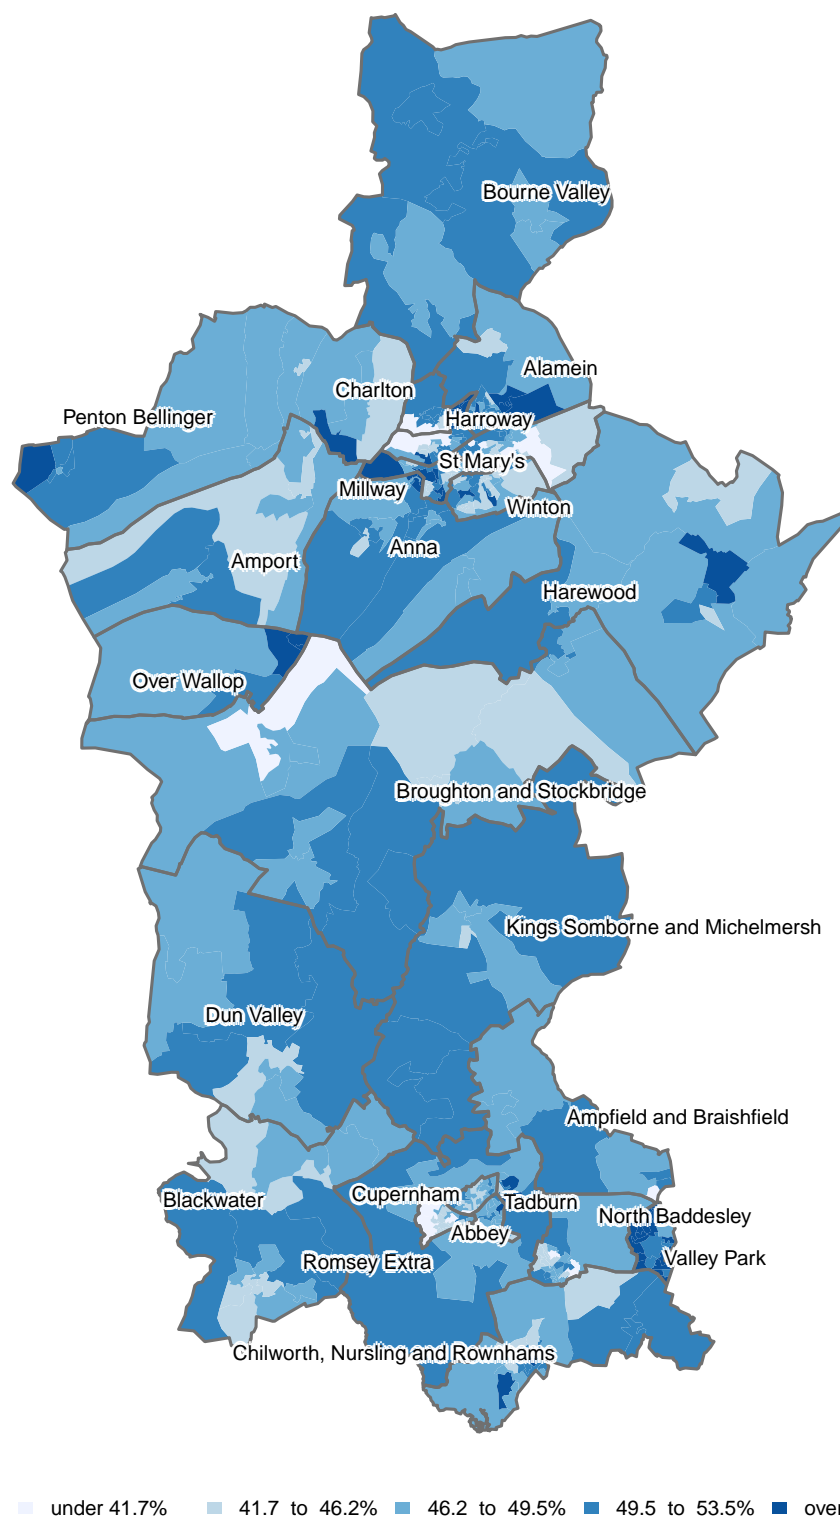 Bourne Valley
Alamein
Charlton
Penton Bellinger
Harroway
St Mary's
Millway
Winton
Anna
Amport
Harewood
Over Wallop
Broughton and Stockbridge
Kings Somborne and Michelmersh
Dun Valley
Ampfield and Braishfield
Cupernham
Blackwater
Tadburn
North Baddesley
Abbey
Valley Park
Romsey Extra
Chilworth, Nursling and Rownhams
under 41.7% 41.7 to 46.2% 46.2 to 49.5% 49.5 to 53.5% over